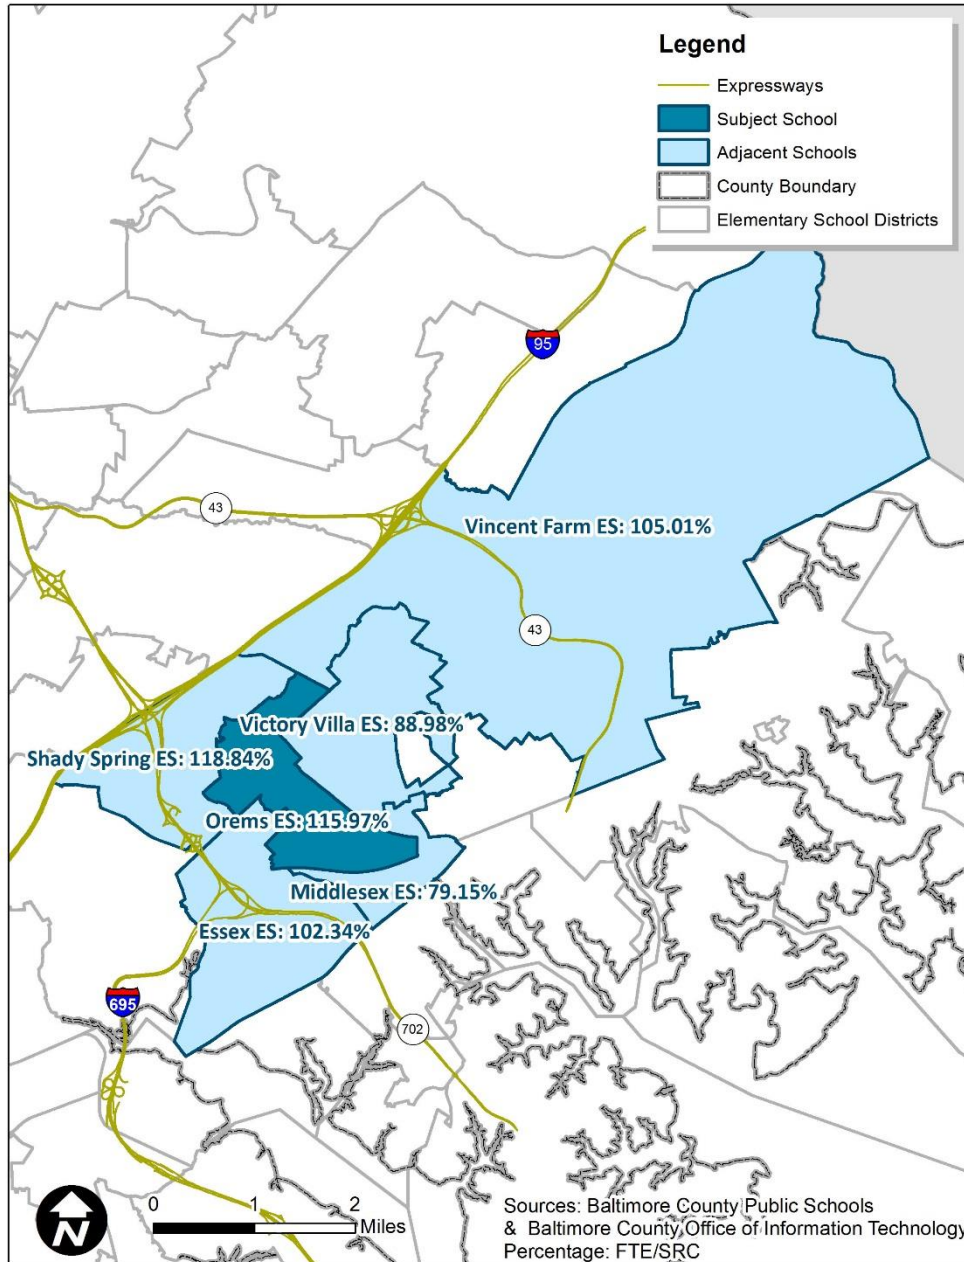 Legend
Expressways
Subject School
Adjacent Schools
County Boundary
Elementary School Districts
95
43
Vincent Farm ES: 105.01%
43
Victory Villa ES: 88.98%
Shady Spring ES: 118.84%
Orems ES: 115.97%
Middlesex ES: 79.15%
Essex ES: 102.34%
695
702
N
0 1 2
Miles
Sources: Baltimore County Public Schools
& Baltimore County Office of Information Technology
Percentage: FTE/SRC